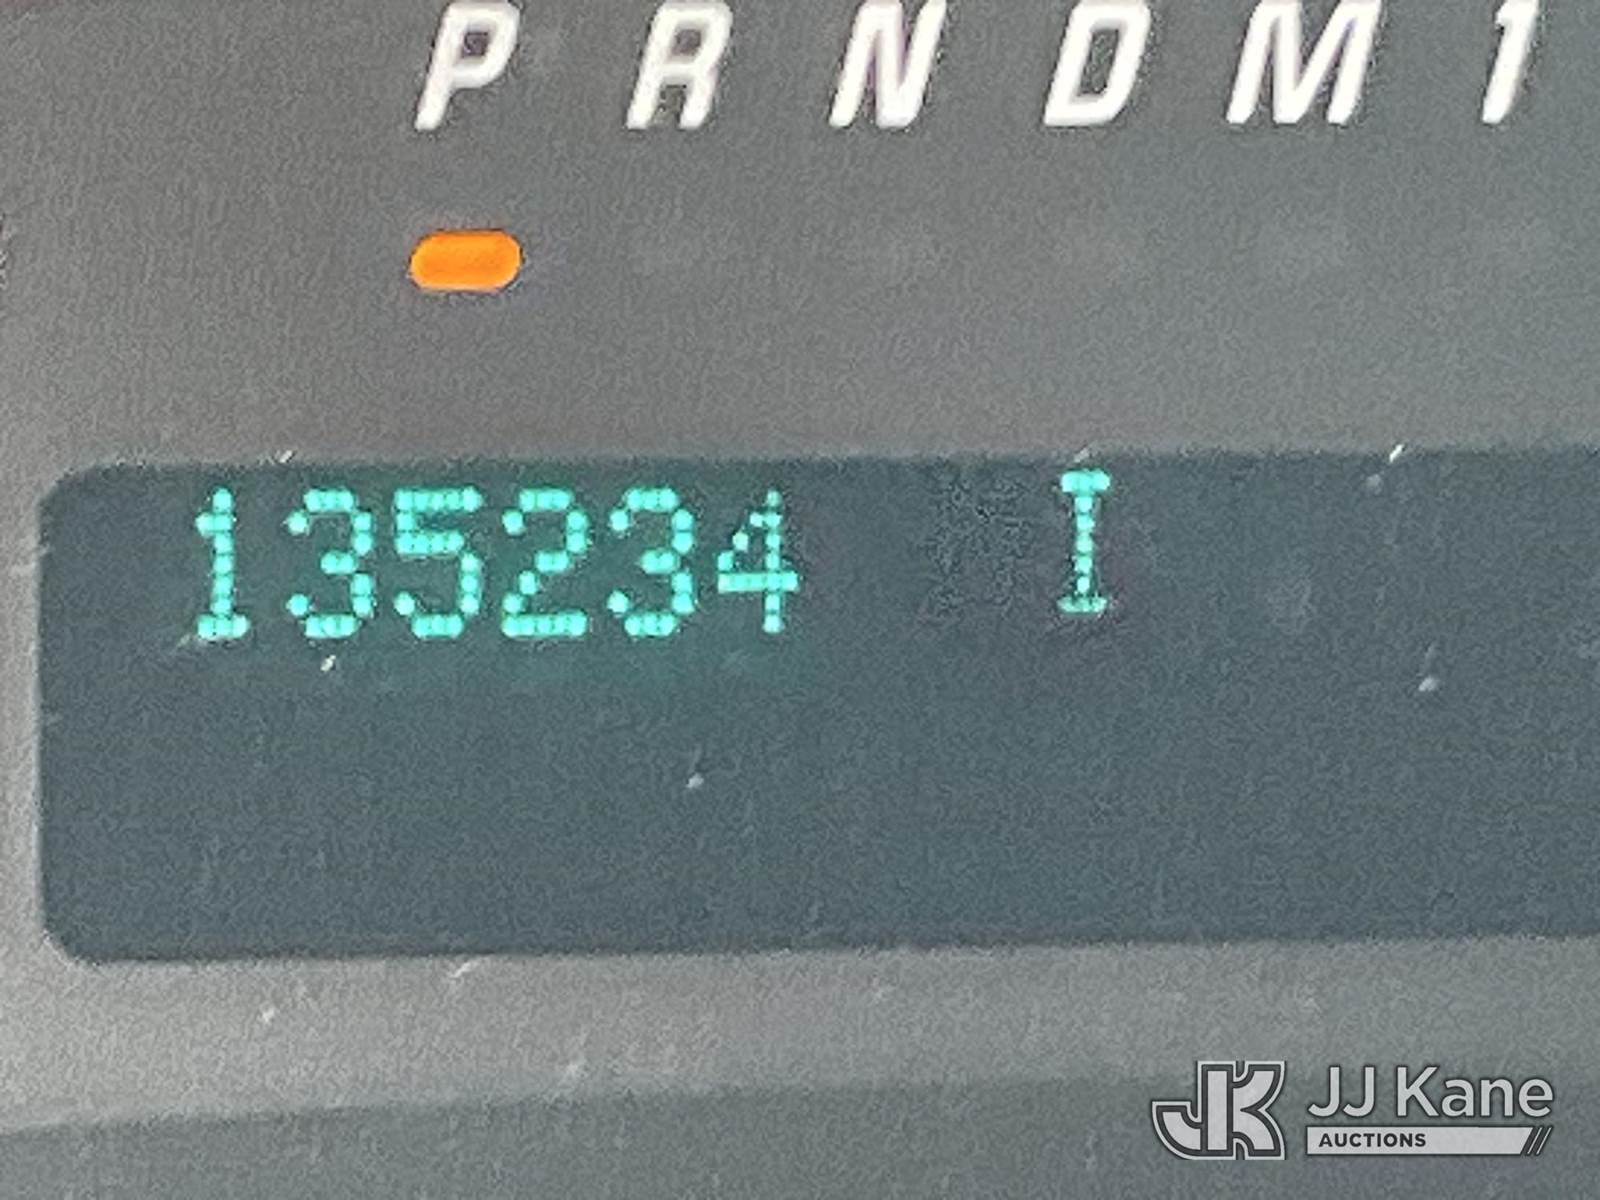 P R N D M 1
135234 I
JJ Kane
AUCTIONS